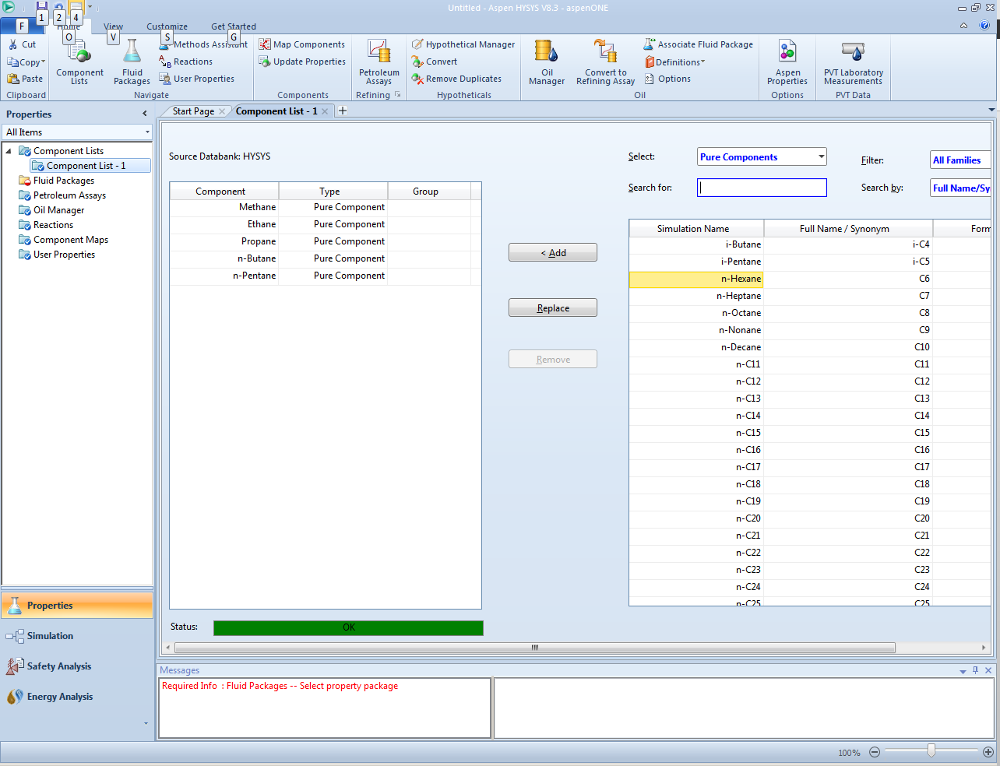 Untitled - Aspen HYSYS V8.3 - aspenONE
1 2 4
F Home View Customize Get Started
O V S G
Cut
Copy
Paste
Clipboard
Component Lists
Fluid Packages
Methods Assistant
Reactions
User Properties
Navigate
Map Components
Update Properties
Components
Petroleum Assays
Refining
Hypothetical Manager
Convert
Remove Duplicates
Hypotheticals
Oil Manager
Convert to Refining Assay
Associate Fluid Package
Definitions
Options
Oil
Aspen Properties
Options
PVT Laboratory Measurements
PVT Data
Properties
All Items
Component Lists
Component List - 1
Fluid Packages
Petroleum Assays
Oil Manager
Reactions
Component Maps
User Properties
Properties
Simulation
Safety Analysis
Energy Analysis
Start Page Component List - 1
Source Databank: HYSYS
Component Type Group
Methane Pure Component
Ethane Pure Component
Propane Pure Component
n-Butane Pure Component
n-Pentane Pure Component
< Add
Replace
Remove
Select: Pure Components Filter: All Families
Search for: Search by: Full Name/Sy
Simulation Name Full Name / Synonym Form
i-Butane i-C4
i-Pentane i-C5
n-Hexane C6
n-Heptane C7
n-Octane C8
n-Nonane C9
n-Decane C10
n-C11 C11
n-C12 C12
n-C13 C13
n-C14 C14
n-C15 C15
n-C16 C16
n-C17 C17
n-C18 C18
n-C19 C19
n-C20 C20
n-C21 C21
n-C22 C22
n-C23 C23
n-C24 C24
n-C25 C25
Status: OK
Messages
Required Info : Fluid Packages -- Select property package
100%